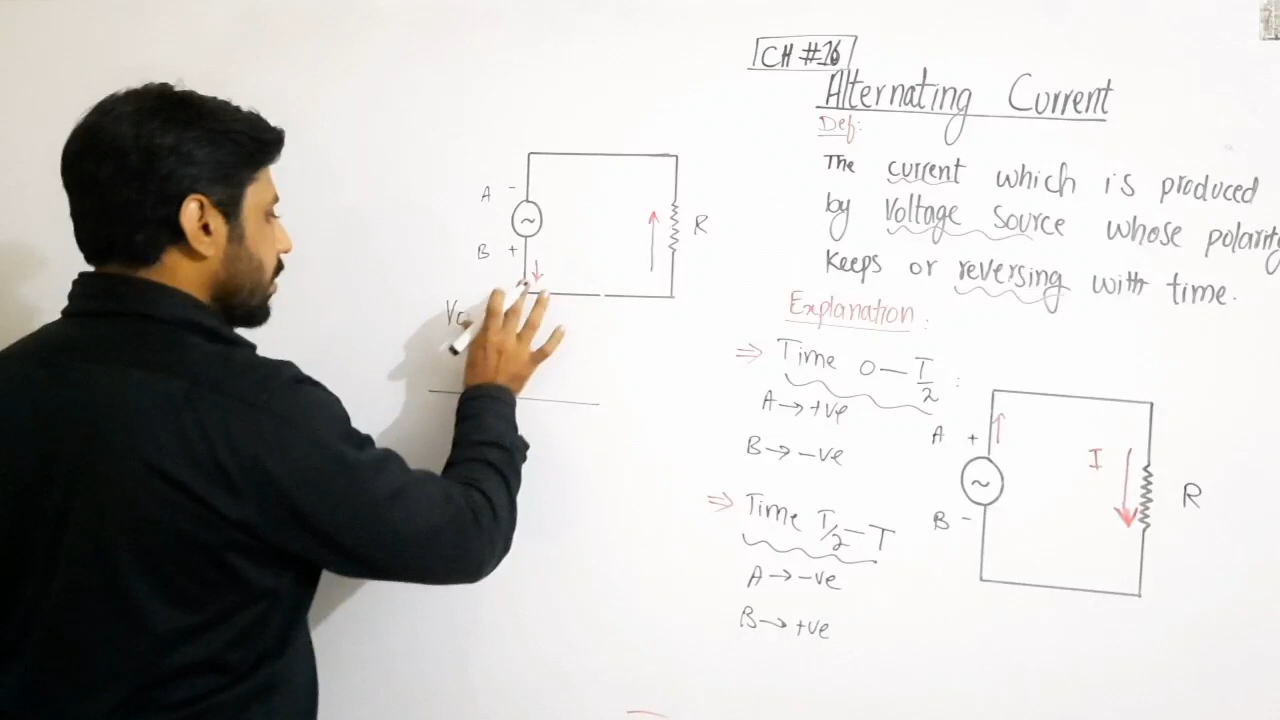 CH #16
Alternating Current
Def:
The current which is produced
by voltage source whose polarity
keeps or reversing with time.
Explanation:
⇒ Time 0 — T/2 :
A → +ve
B → -ve
⇒ Time T/2 — T
A → -ve
B → +ve
A -
~
B +
R
A +
~
B -
I
R